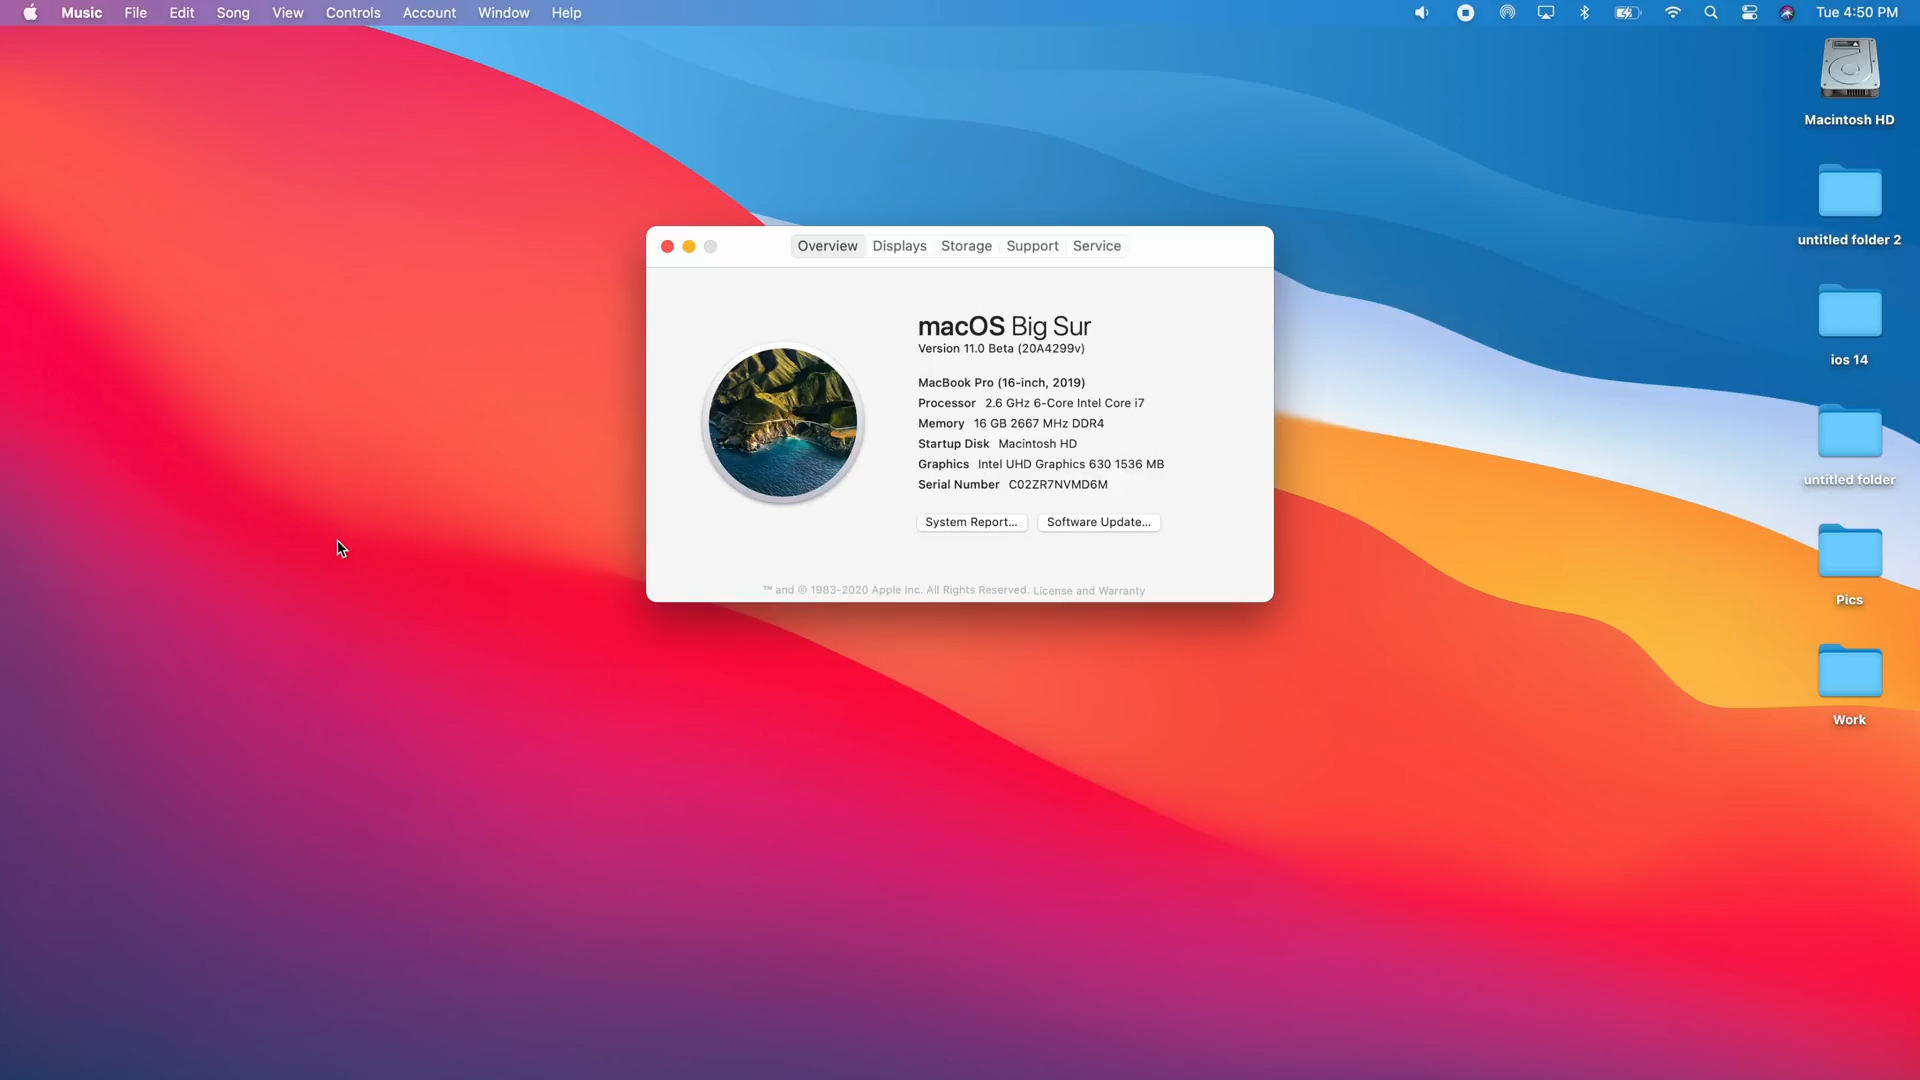 Music File Edit Song View Controls Account Window Help Tue 4:50 PM
Macintosh HD
untitled folder 2
ios 14
untitled folder
Pics
Work
Overview Displays Storage Support Service
macOS Big Sur
Version 11.0 Beta (20A4299v)
MacBook Pro (16-inch, 2019)
Processor 2.6 GHz 6-Core Intel Core i7
Memory 16 GB 2667 MHz DDR4
Startup Disk Macintosh HD
Graphics Intel UHD Graphics 630 1536 MB
Serial Number C02ZR7NVMD6M
System Report... Software Update...
™ and © 1983-2020 Apple Inc. All Rights Reserved. License and Warranty